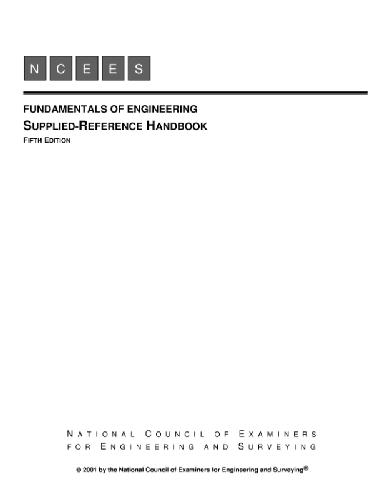 N C E E S
FUNDAMENTALS OF ENGINEERING
SUPPLIED-REFERENCE HANDBOOK
FIFTH EDITION
NATIONAL COUNCIL OF EXAMINERS
FOR ENGINEERING AND SURVEYING
© 2001 by the National Council of Examiners for Engineering and Surveying®